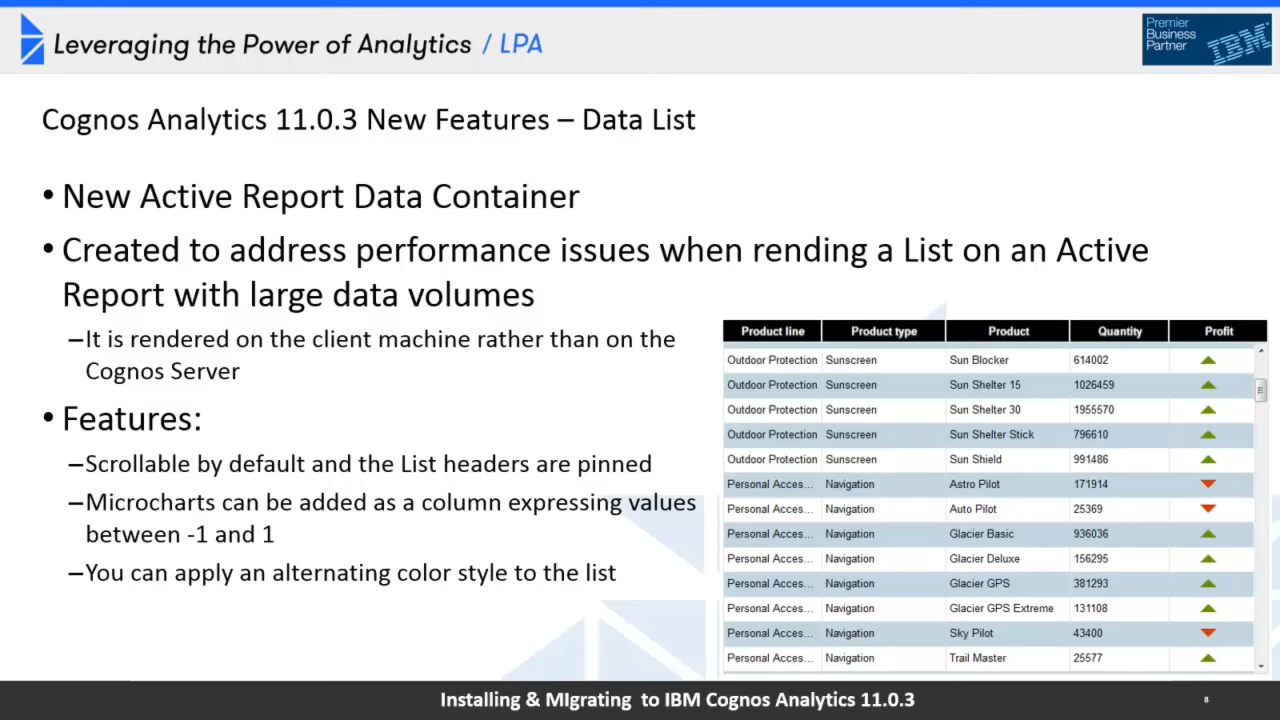 Leveraging the Power of Analytics / LPA
Premier
Business
Partner
IBM
Cognos Analytics 11.0.3 New Features – Data List
• New Active Report Data Container
• Created to address performance issues when rending a List on an Active
Report with large data volumes
–It is rendered on the client machine rather than on the
Cognos Server
• Features:
–Scrollable by default and the List headers are pinned
–Microcharts can be added as a column expressing values
between -1 and 1
–You can apply an alternating color style to the list
Product line Product type Product Quantity Profit
Outdoor Protection Sunscreen Sun Blocker 614002
Outdoor Protection Sunscreen Sun Shelter 15 1026459
Outdoor Protection Sunscreen Sun Shelter 30 1955570
Outdoor Protection Sunscreen Sun Shelter Stick 796610
Outdoor Protection Sunscreen Sun Shield 991486
Personal Acces... Navigation Astro Pilot 171914
Personal Acces... Navigation Auto Pilot 25369
Personal Acces... Navigation Glacier Basic 936036
Personal Acces... Navigation Glacier Deluxe 156295
Personal Acces... Navigation Glacier GPS 381293
Personal Acces... Navigation Glacier GPS Extreme 131108
Personal Acces... Navigation Sky Pilot 43400
Personal Acces... Navigation Trail Master 25577
Installing & MIgrating to IBM Cognos Analytics 11.0.3
8